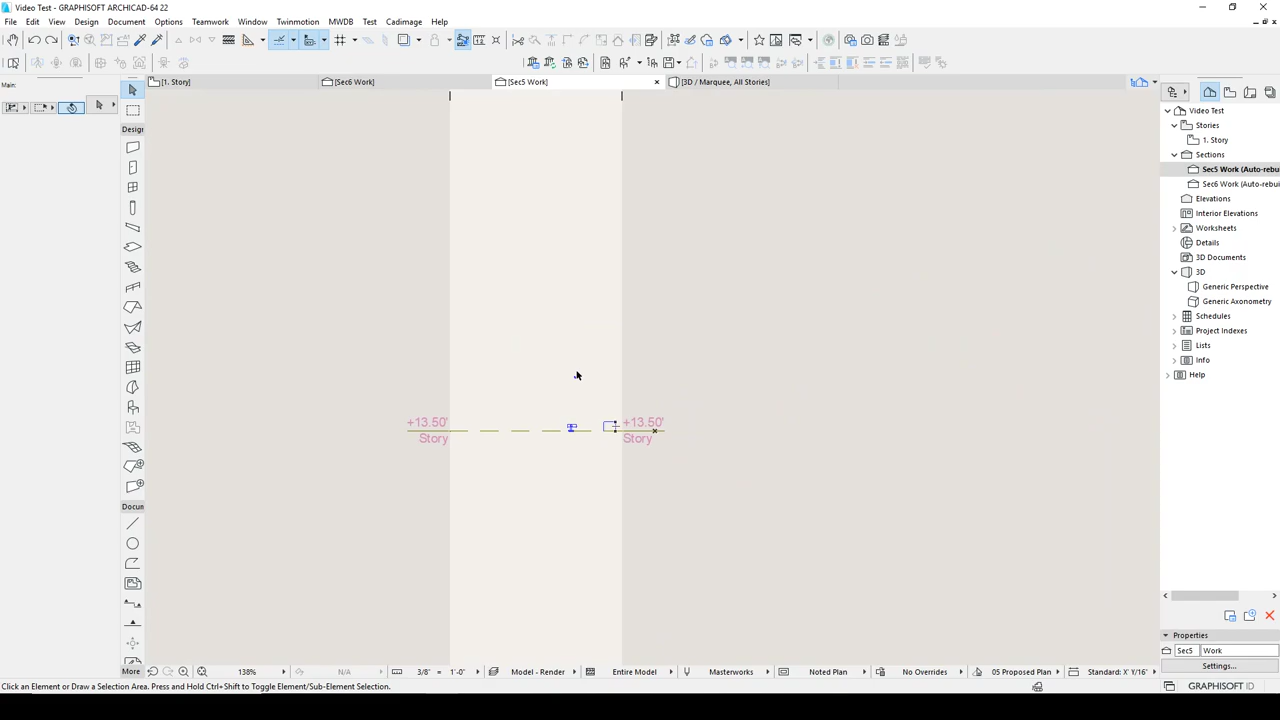 Video Test - GRAPHISOFT ARCHICAD-64 22
File Edit View Design Document Options Teamwork Window Twinmotion MWDB Test Cadimage Help
[1. Story] [Sec6 Work] [Sec5 Work] [3D / Marquee, All Stories]
Main:
Design
Docum
More
+13.50'
Story
+13.50'
Story
Video Test
Stories
1. Story
Sections
Sec5 Work (Auto-rebui
Sec6 Work (Auto-rebui
Elevations
Interior Elevations
Worksheets
Details
3D Documents
3D
Generic Perspective
Generic Axonometry
Schedules
Project Indexes
Lists
Info
Help
Properties
Sec5 Work
Settings...
138% N/A 3/8" = 1'-0" Model - Render Entire Model Masterworks Noted Plan No Overrides 05 Proposed Plan Standard: X' Y/16"
Click an Element or Draw a Selection Area. Press and Hold Ctrl+Shift to Toggle Element/Sub-Element Selection.
GRAPHISOFT ID